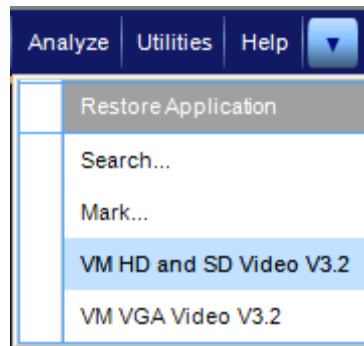 Analyze Utilities Help
Restore Application
Search...
Mark...
VM HD and SD Video V3.2
VM VGA Video V3.2